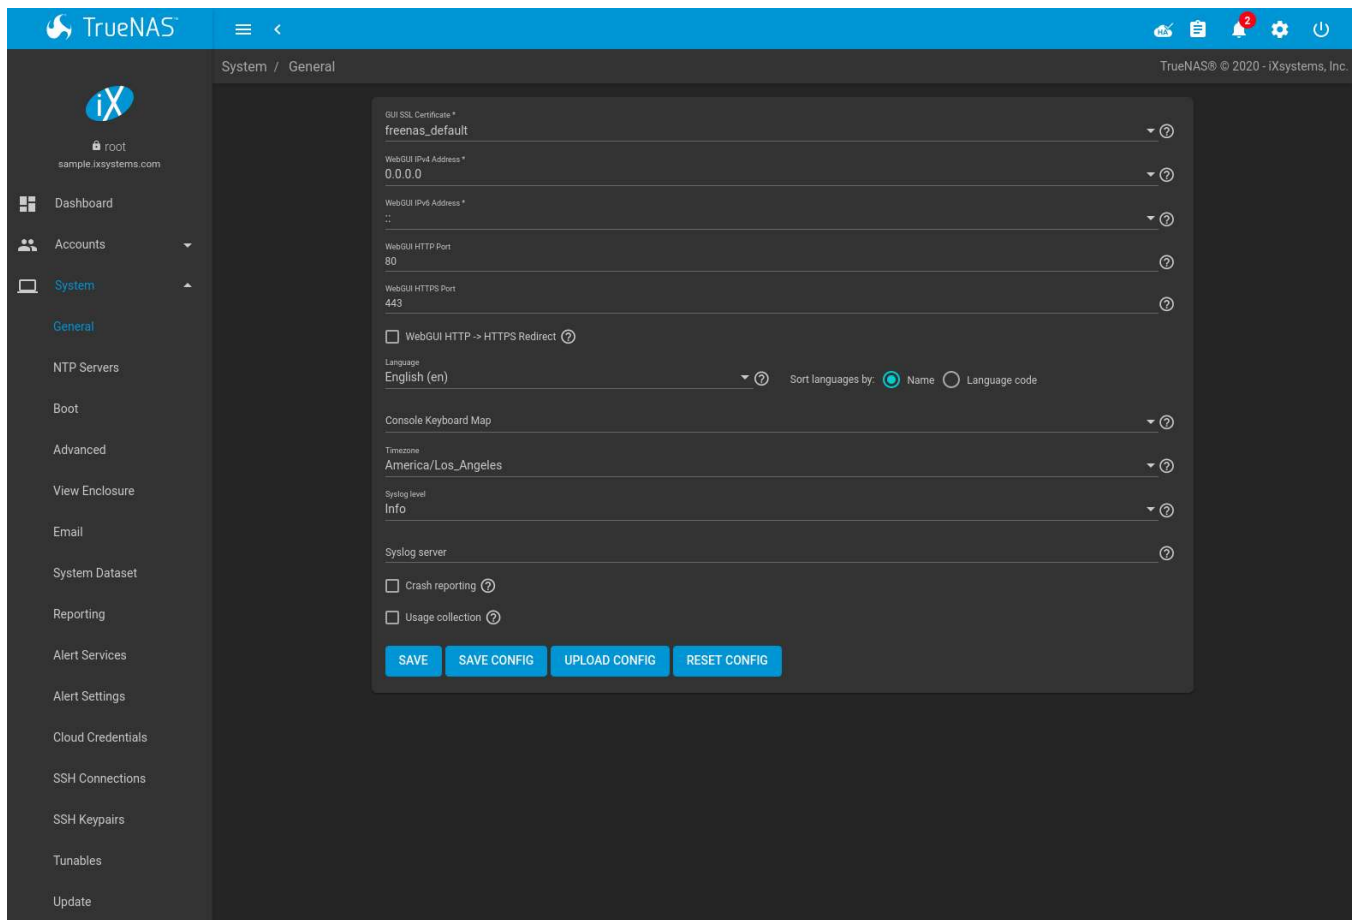 TrueNAS
HA
2
System / General
TrueNAS® © 2020 - iXsystems, Inc.
iX
root
sample.ixsystems.com
Dashboard
Accounts
System
General
NTP Servers
Boot
Advanced
View Enclosure
Email
System Dataset
Reporting
Alert Services
Alert Settings
Cloud Credentials
SSH Connections
SSH Keypairs
Tunables
Update
GUI SSL Certificate *
freenas_default
WebGUI IPv4 Address *
0.0.0.0
WebGUI IPv6 Address *
::
WebGUI HTTP Port
80
WebGUI HTTPS Port
443
WebGUI HTTP -> HTTPS Redirect
Language
English (en)
Sort languages by: Name Language code
Console Keyboard Map
Timezone
America/Los_Angeles
Syslog level
Info
Syslog server
Crash reporting
Usage collection
SAVE SAVE CONFIG UPLOAD CONFIG RESET CONFIG